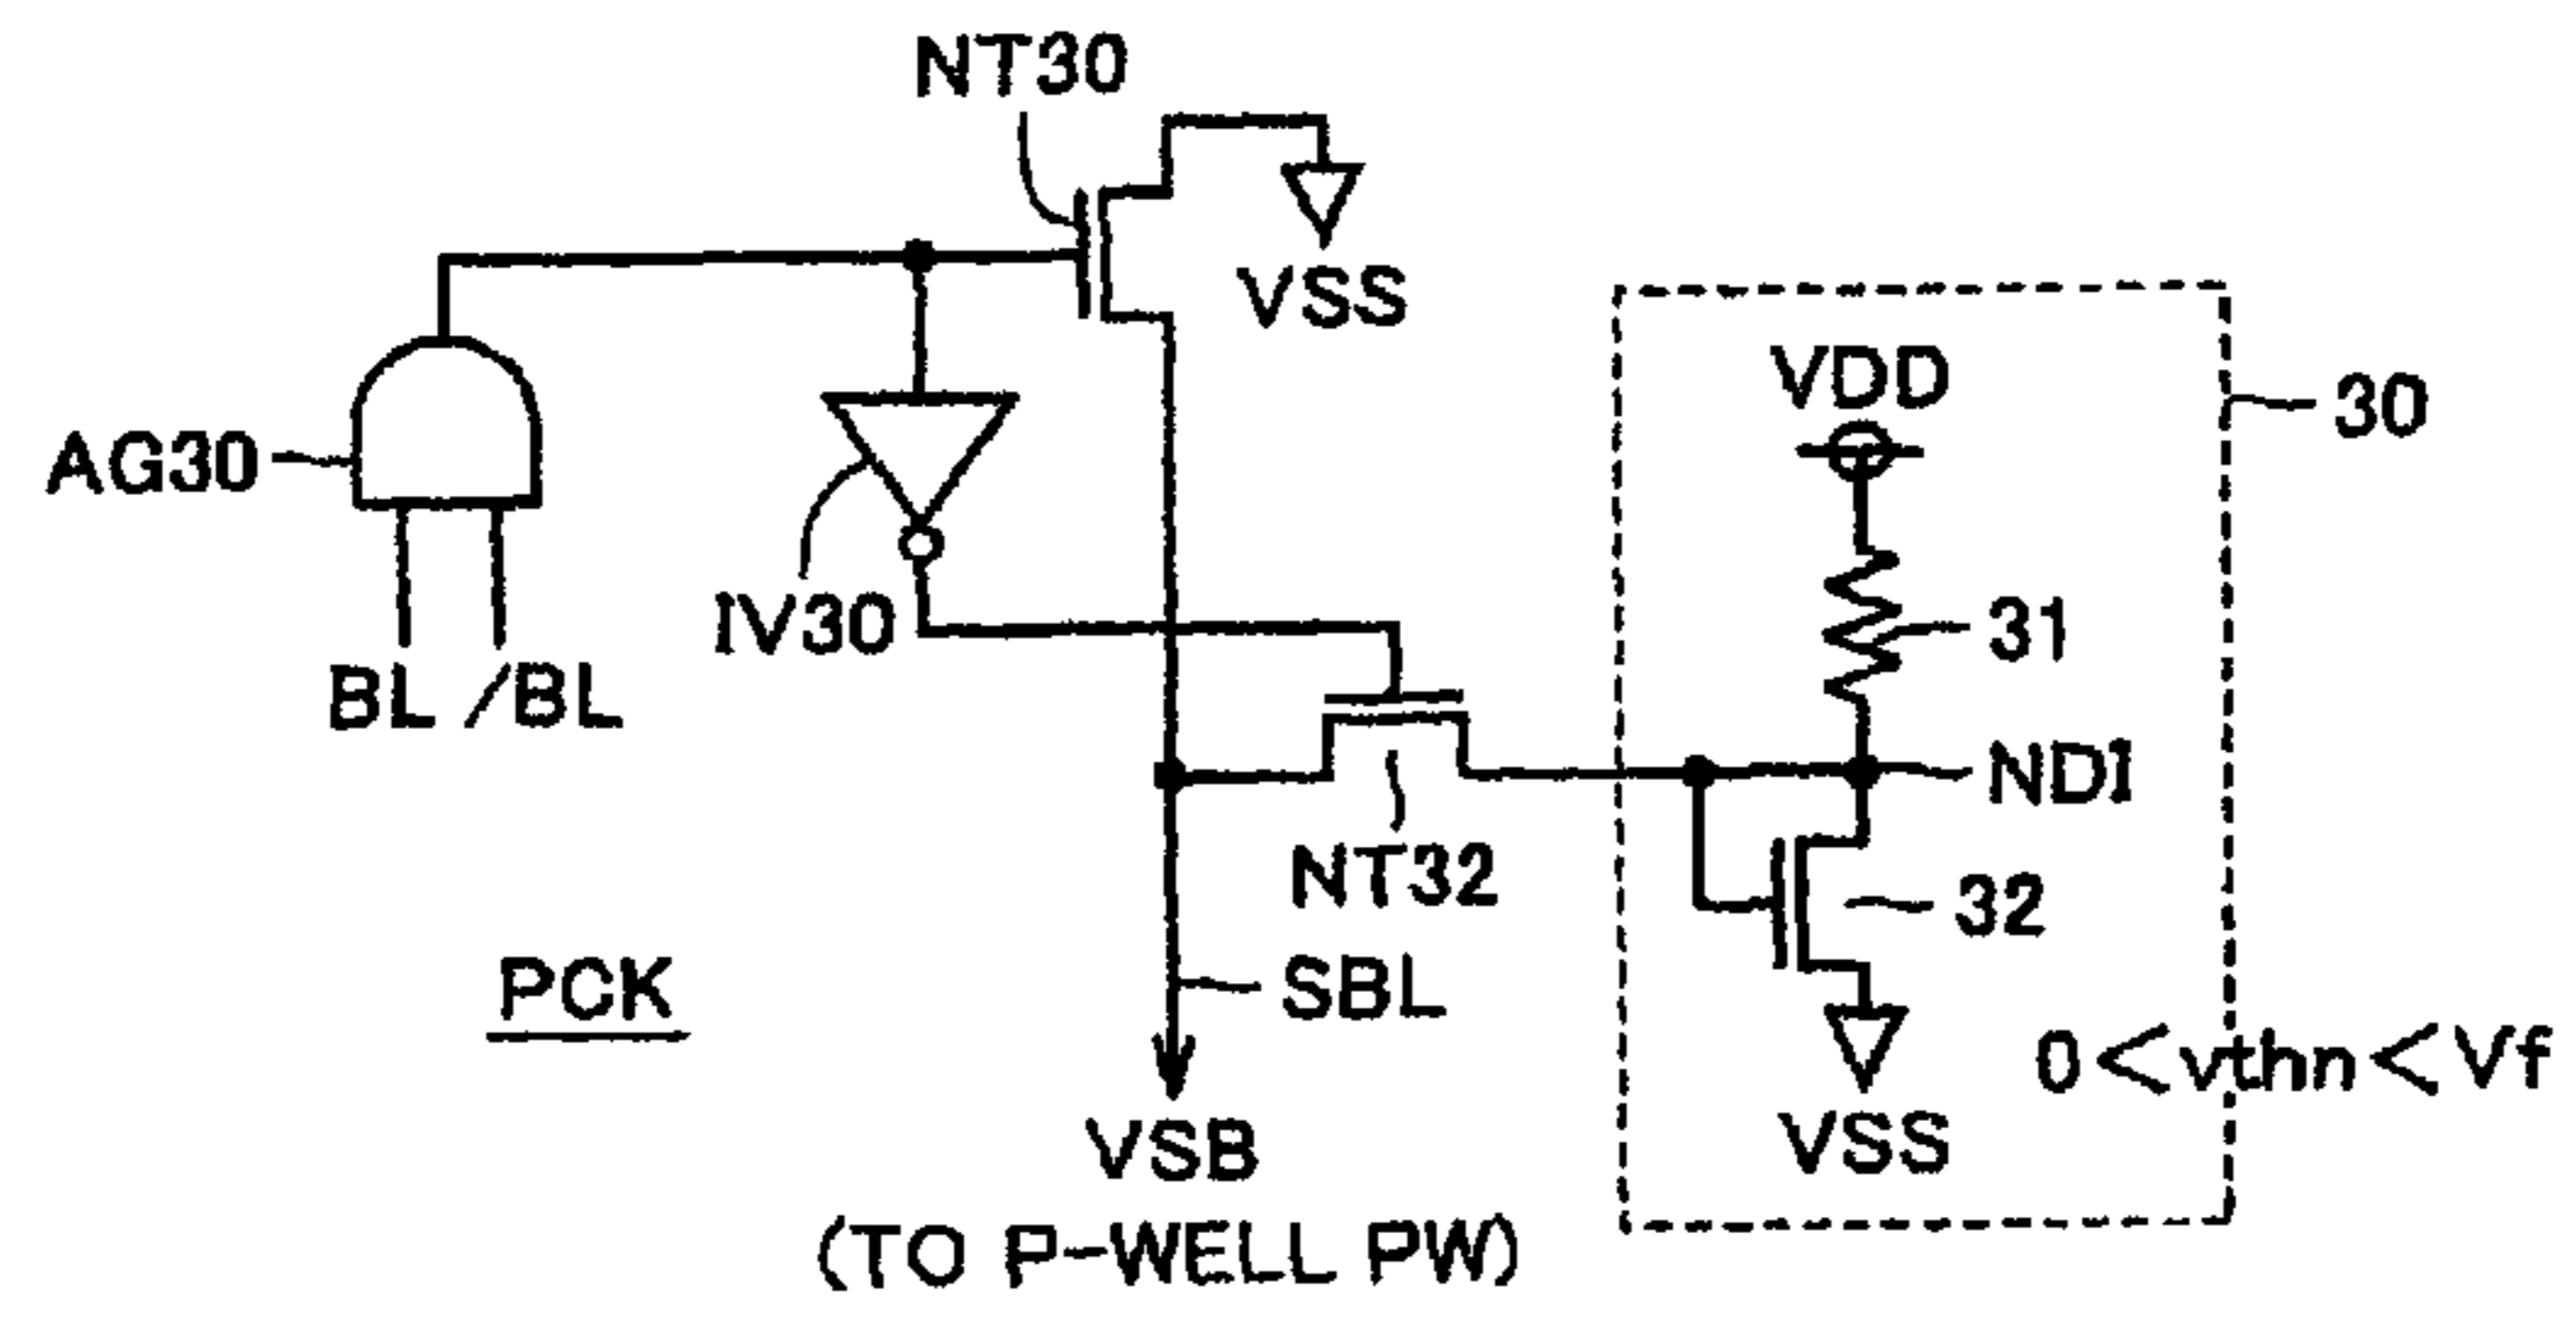 NT30
VSS
VDD
30
AG30
IV30
31
BL /BL
NDI
NT32
32
PCK
SBL
0<vthn<Vf
VSS
VSB
(TO P-WELL PW)